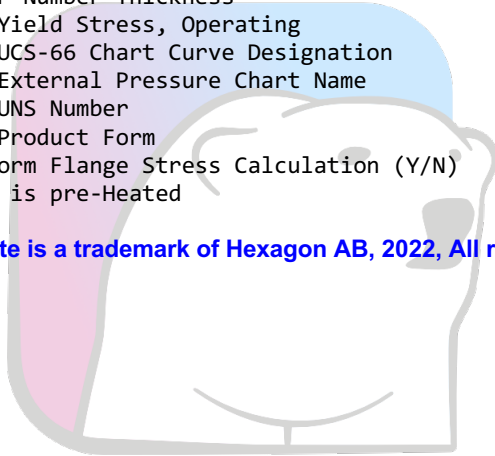 Number Thickness
Yield Stress, Operating
UCS-66 Chart Curve Designation
External Pressure Chart Name
UNS Number
Product Form
orm Flange Stress Calculation (Y/N)
is pre-Heated
te is a trademark of Hexagon AB, 2022, All r